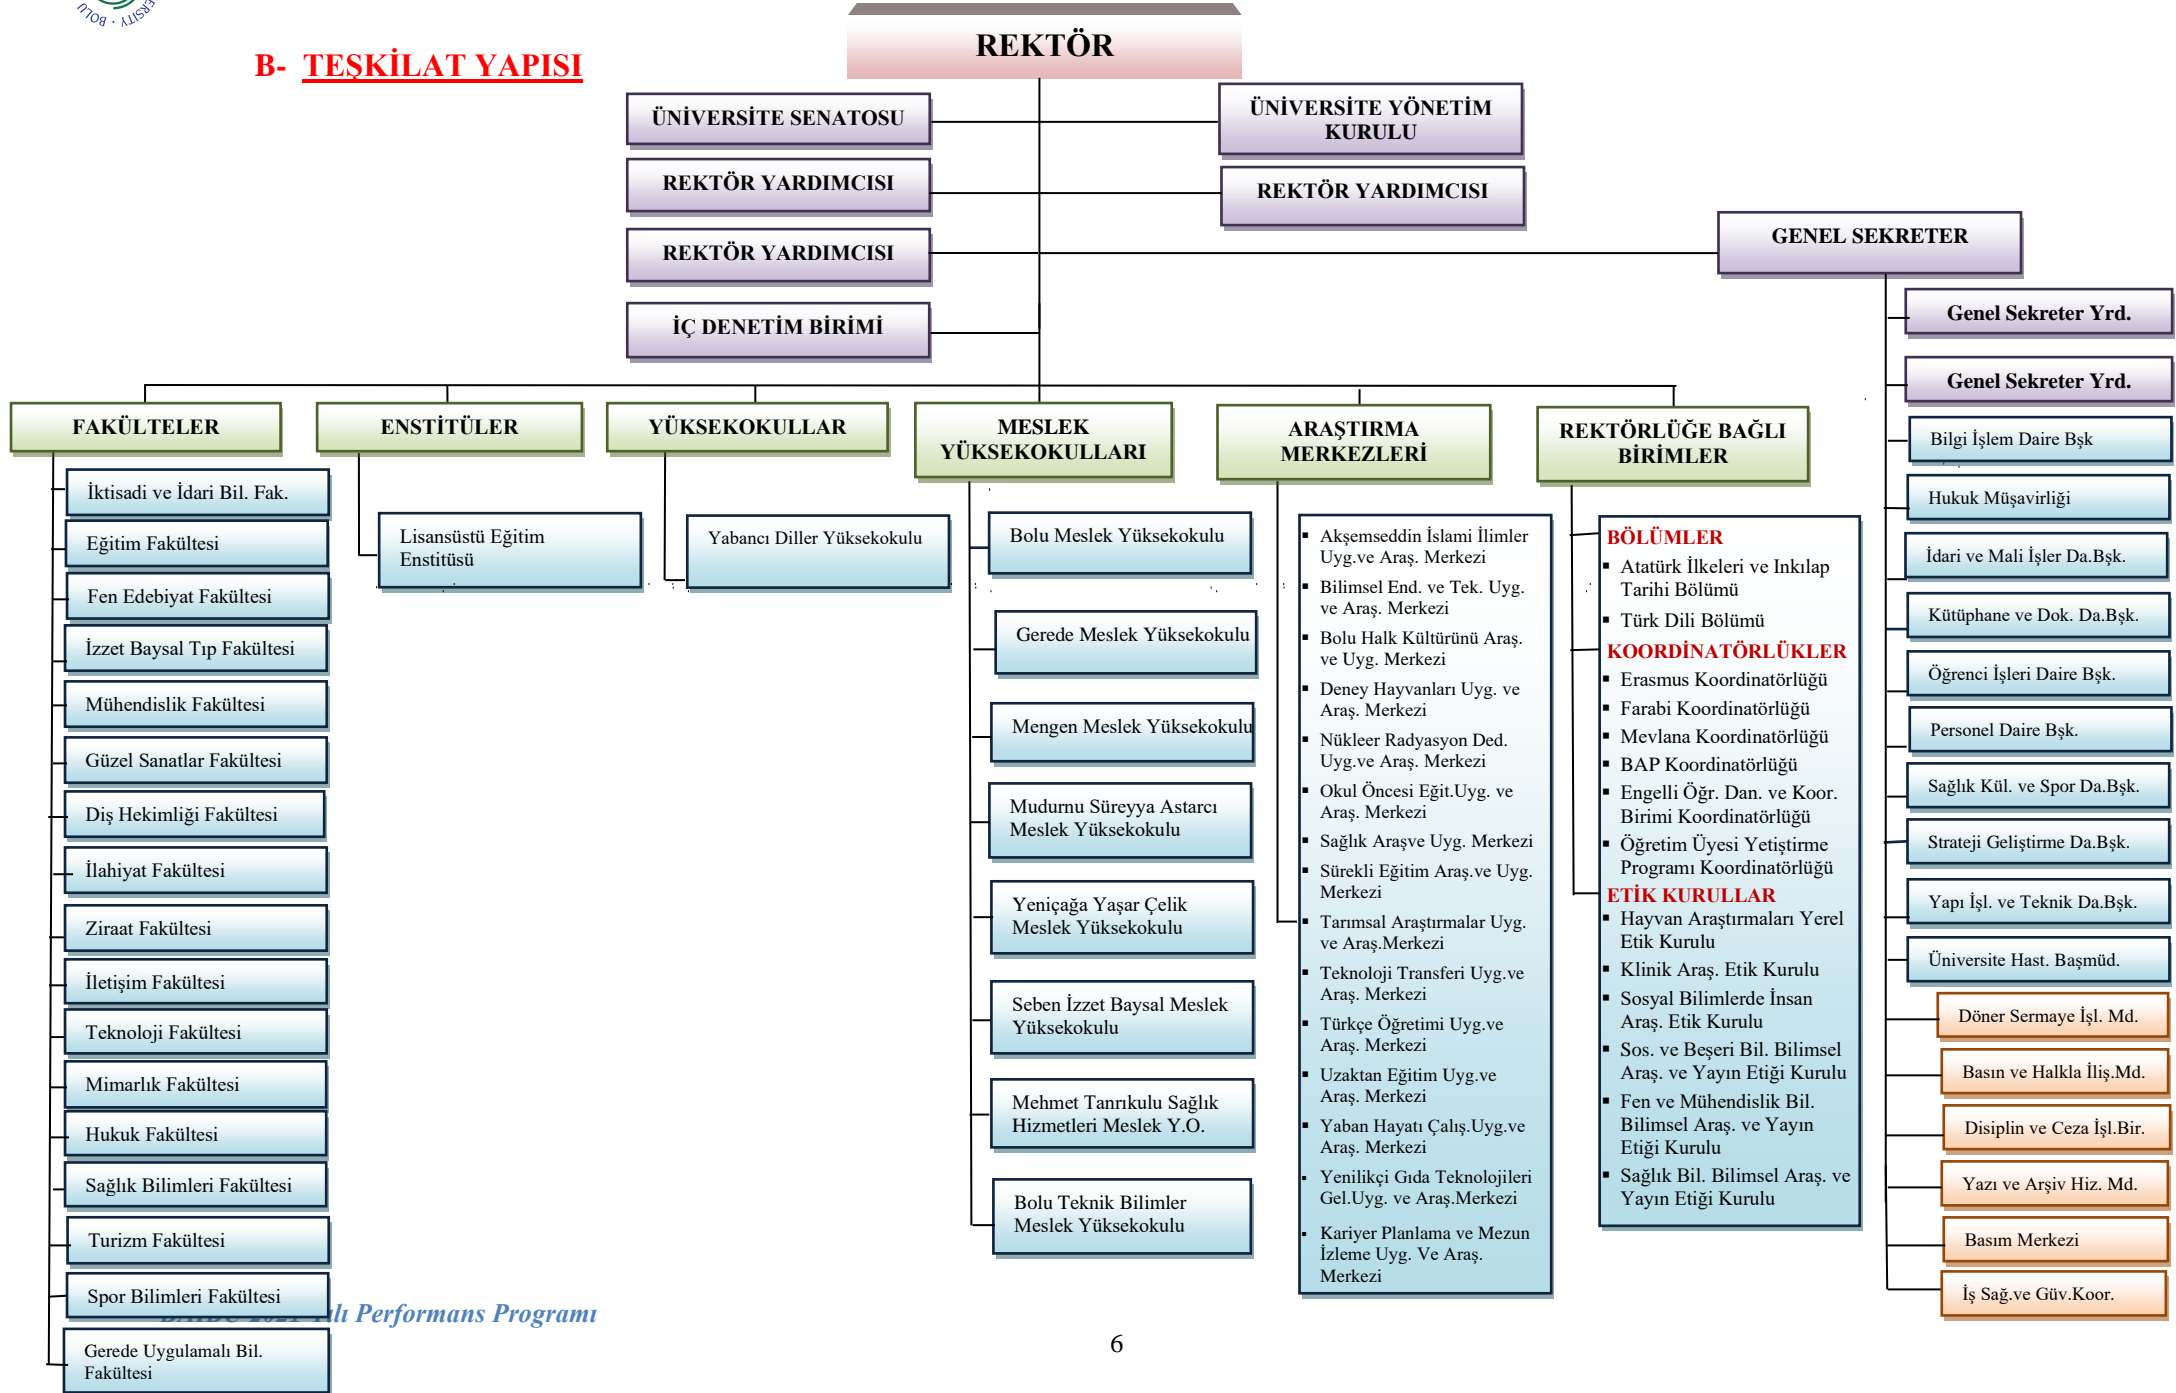 ERSITY · BOLU
B- TEŞKİLAT YAPISI
REKTÖR
ÜNİVERSİTE SENATOSU
ÜNİVERSİTE YÖNETİM
KURULU
REKTÖR YARDIMCISI
REKTÖR YARDIMCISI
REKTÖR YARDIMCISI
GENEL SEKRETER
İÇ DENETİM BİRİMİ
Genel Sekreter Yrd.
Genel Sekreter Yrd.
FAKÜLTELER
İktisadi ve İdari Bil. Fak.
Eğitim Fakültesi
Fen Edebiyat Fakültesi
İzzet Baysal Tıp Fakültesi
Mühendislik Fakültesi
Güzel Sanatlar Fakültesi
Diş Hekimliği Fakültesi
İlahiyat Fakültesi
Ziraat Fakültesi
İletişim Fakültesi
Teknoloji Fakültesi
Mimarlık Fakültesi
Hukuk Fakültesi
Sağlık Bilimleri Fakültesi
Turizm Fakültesi
Spor Bilimleri Fakültesi
Gerede Uygulamalı Bil.
Fakültesi
ENSTİTÜLER
Lisansüstü Eğitim
Enstitüsü
YÜKSEKOKULLAR
Yabancı Diller Yüksekokulu
MESLEK
YÜKSEKOKULLARI
Bolu Meslek Yüksekokulu
Gerede Meslek Yüksekokulu
Mengen Meslek Yüksekokulu
Mudurnu Süreyya Astarcı
Meslek Yüksekokulu
Yeniçağa Yaşar Çelik
Meslek Yüksekokulu
Seben İzzet Baysal Meslek
Yüksekokulu
Mehmet Tanrıkulu Sağlık
Hizmetleri Meslek Y.O.
Bolu Teknik Bilimler
Meslek Yüksekokulu
ARAŞTIRMA
MERKEZLERİ
▪ Akşemseddin İslami İlimler
Uyg.ve Araş. Merkezi
▪ Bilimsel End. ve Tek. Uyg.
ve Araş. Merkezi
▪ Bolu Halk Kültürünü Araş.
ve Uyg. Merkezi
▪ Deney Hayvanları Uyg. ve
Araş. Merkezi
▪ Nükleer Radyasyon Ded.
Uyg.ve Araş. Merkezi
▪ Okul Öncesi Eğit.Uyg. ve
Araş. Merkezi
▪ Sağlık Araşve Uyg. Merkezi
▪ Sürekli Eğitim Araş.ve Uyg.
Merkezi
▪ Tarımsal Araştırmalar Uyg.
ve Araş.Merkezi
▪ Teknoloji Transferi Uyg.ve
Araş. Merkezi
▪ Türkçe Öğretimi Uyg.ve
Araş. Merkezi
▪ Uzaktan Eğitim Uyg.ve
Araş. Merkezi
▪ Yaban Hayatı Çalış.Uyg.ve
Araş. Merkezi
▪ Yenilikçi Gıda Teknolojileri
Gel.Uyg. ve Araş.Merkezi
▪ Kariyer Planlama ve Mezun
İzleme Uyg. Ve Araş.
Merkezi
REKTÖRLÜĞE BAĞLI
BİRİMLER
BÖLÜMLER
▪ Atatürk İlkeleri ve Inkılap
Tarihi Bölümü
▪ Türk Dili Bölümü
KOORDİNATÖRLÜKLER
▪ Erasmus Koordinatörlüğü
▪ Farabi Koordinatörlüğü
▪ Mevlana Koordinatörlüğü
▪ BAP Koordinatörlüğü
▪ Engelli Öğr. Dan. ve Koor.
Birimi Koordinatörlüğü
▪ Öğretim Üyesi Yetiştirme
Programı Koordinatörlüğü
ETİK KURULLAR
▪ Hayvan Araştırmaları Yerel
Etik Kurulu
▪ Klinik Araş. Etik Kurulu
▪ Sosyal Bilimlerde İnsan
Araş. Etik Kurulu
▪ Sos. ve Beşeri Bil. Bilimsel
Araş. ve Yayın Etiği Kurulu
▪ Fen ve Mühendislik Bil.
Bilimsel Araş. ve Yayın
Etiği Kurulu
▪ Sağlık Bil. Bilimsel Araş. ve
Yayın Etiği Kurulu
Bilgi İşlem Daire Bşk
Hukuk Müşavirliği
İdari ve Mali İşler Da.Bşk.
Kütüphane ve Dok. Da.Bşk.
Öğrenci İşleri Daire Bşk.
Personel Daire Bşk.
Sağlık Kül. ve Spor Da.Bşk.
Strateji Geliştirme Da.Bşk.
Yapı İşl. ve Teknik Da.Bşk.
Üniversite Hast. Başmüd.
Döner Sermaye İşl. Md.
Basın ve Halkla İliş.Md.
Disiplin ve Ceza İşl.Bir.
Yazı ve Arşiv Hiz. Md.
Basım Merkezi
İş Sağ.ve Güv.Koor.
Performans Programı
6